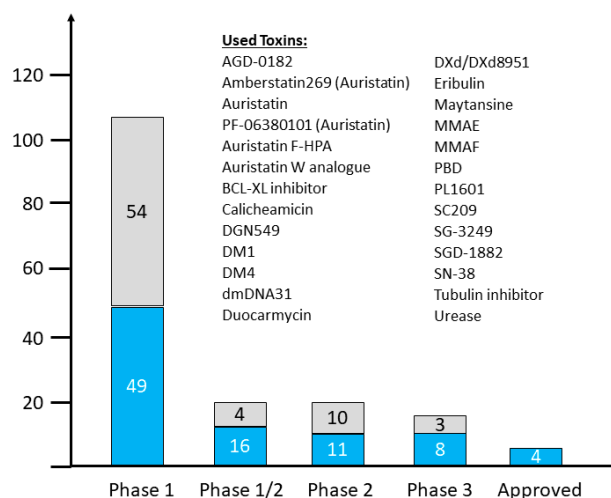 Used Toxins:
AGD-0182
Amberstatin269 (Auristatin)
Auristatin
PF-06380101 (Auristatin)
Auristatin F-HPA
Auristatin W analogue
BCL-XL inhibitor
Calicheamicin
DGN549
DM1
DM4
dmDNA31
Duocarmycin
DXd/DXd8951
Eribulin
Maytansine
MMAE
MMAF
PBD
PL1601
SC209
SG-3249
SGD-1882
SN-38
Tubulin inhibitor
Urease
120
100
80
60
40
20
54
49
4
16
10
11
3
8
4
Phase 1
Phase 1/2
Phase 2
Phase 3
Approved